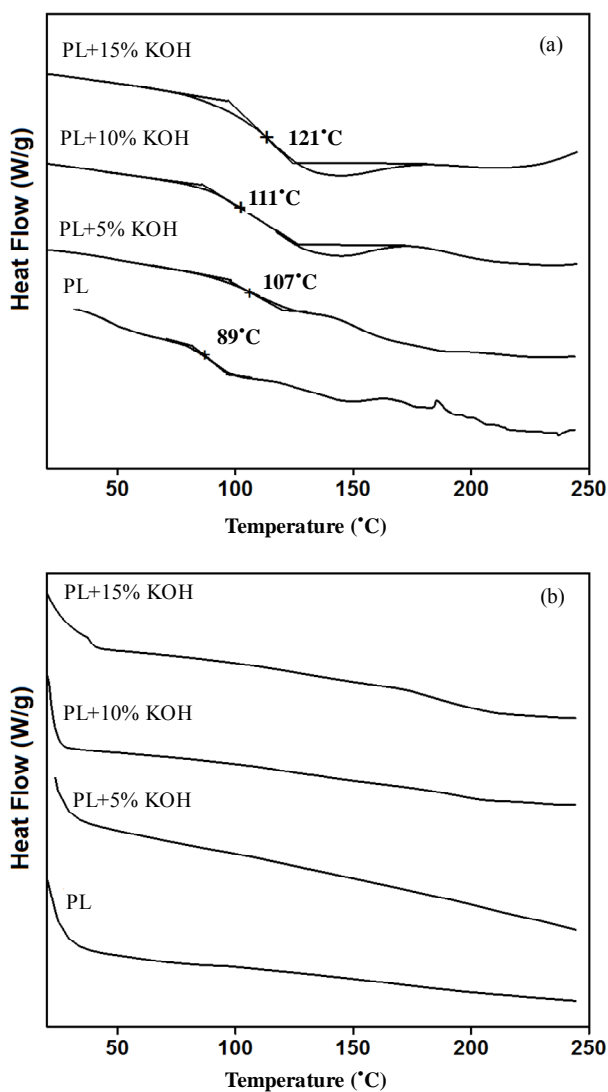 (a)
PL+15% KOH
121°C
PL+10% KOH
111°C
PL+5% KOH
107°C
PL
89°C
Heat Flow (W/g)
50 100 150 200 250
Temperature (°C)
(b)
PL+15% KOH
PL+10% KOH
PL+5% KOH
PL
Heat Flow (W/g)
50 100 150 200 250
Temperature (°C)